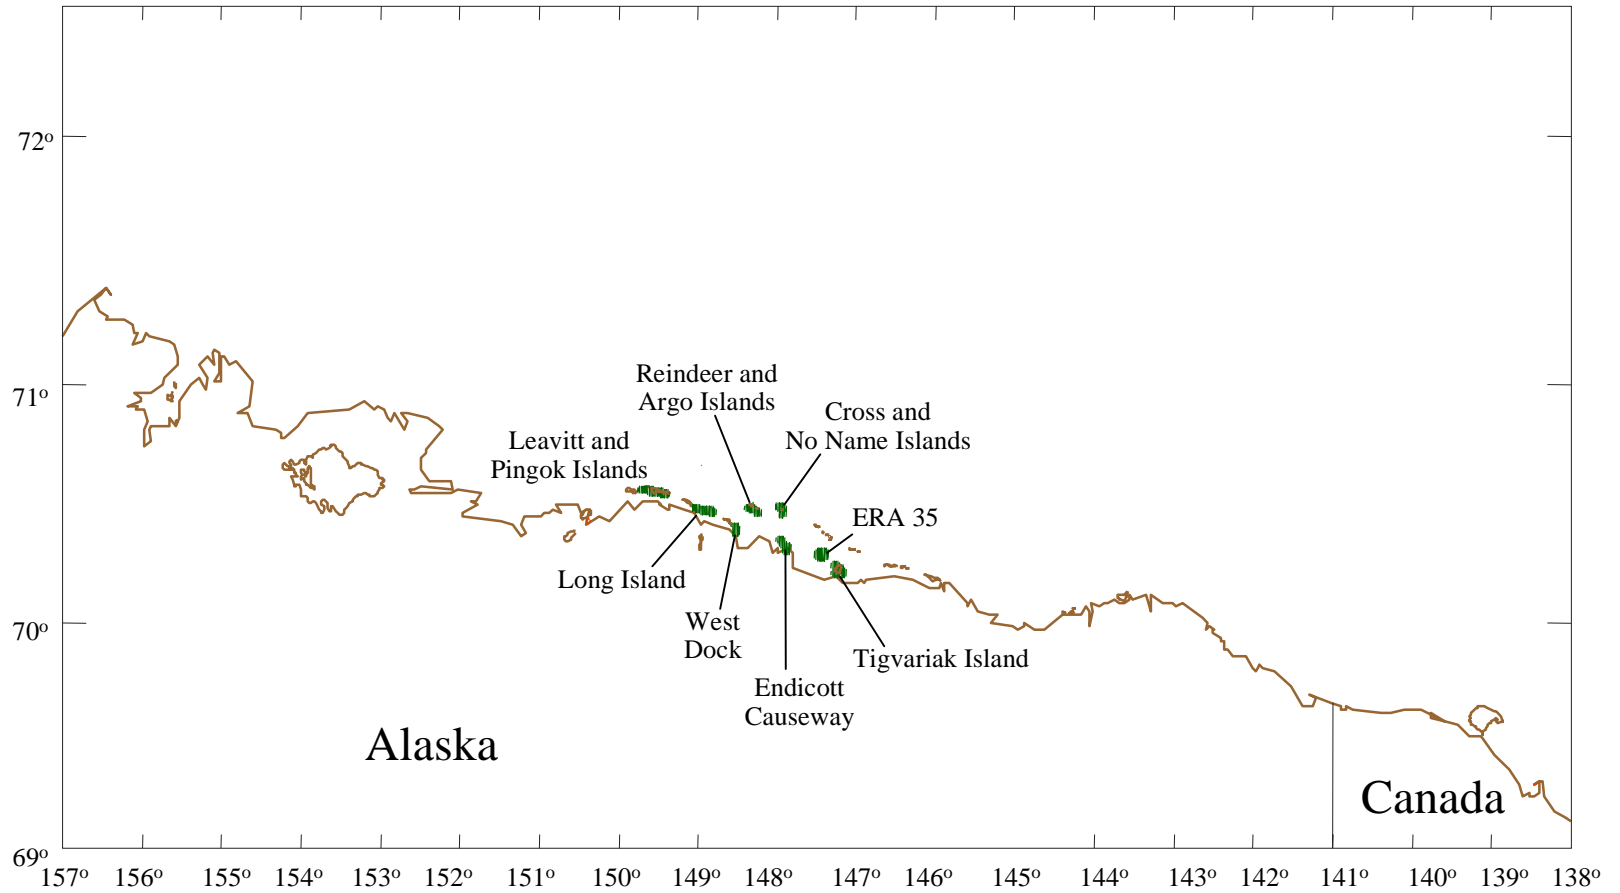 72°
71°
70°
69°
Reindeer and
Argo Islands
Cross and
No Name Islands
Leavitt and
Pingok Islands
ERA 35
Long Island
West
Dock
Tigvariak Island
Endicott
Causeway
Alaska
Canada
157° 156° 155° 154° 153° 152° 151° 150° 149° 148° 147° 146° 145° 144° 143° 142° 141° 140° 139° 138°